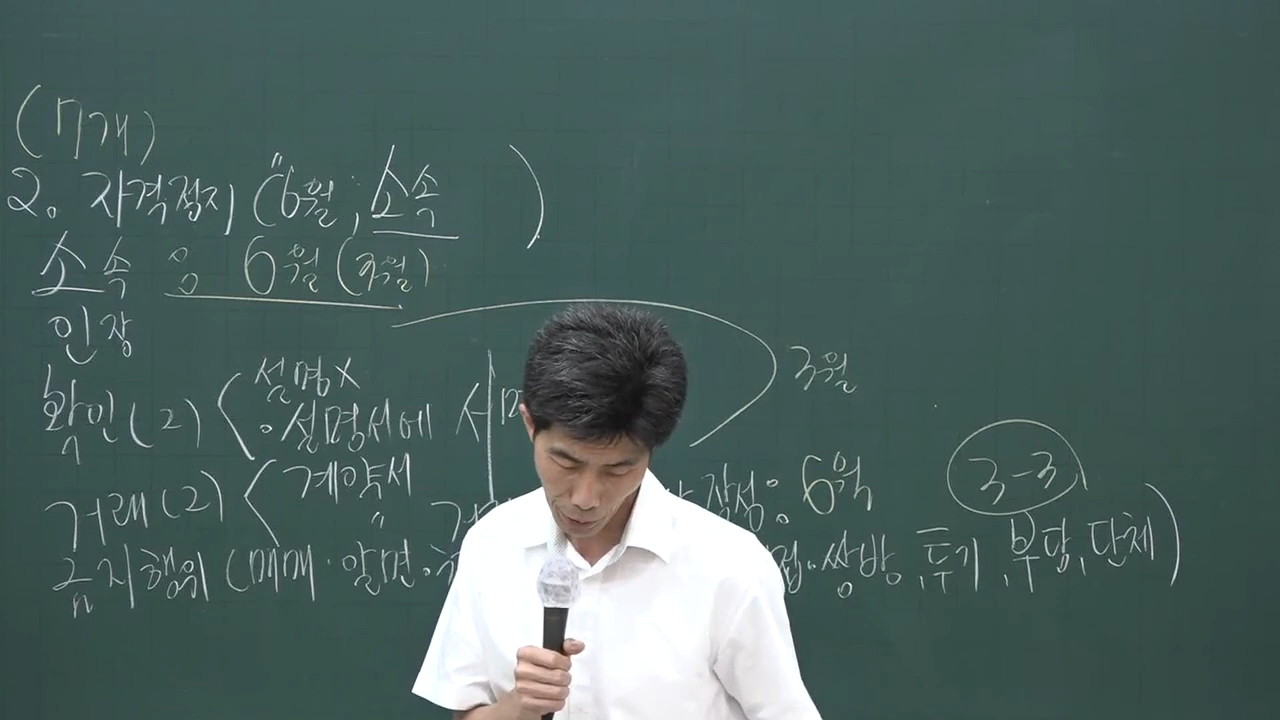 (7개)
2. 자격정지 ("6월 ; 소속 )
소속 응 6월 (3월)
인장 3월
확인(2) < 설명×
• 설명서에 서
3-3
거래(2) < 계약서
" 거 작성: 6월
금지행위 (매매·알면· ·쌍방, 투기, 부당, 단체)